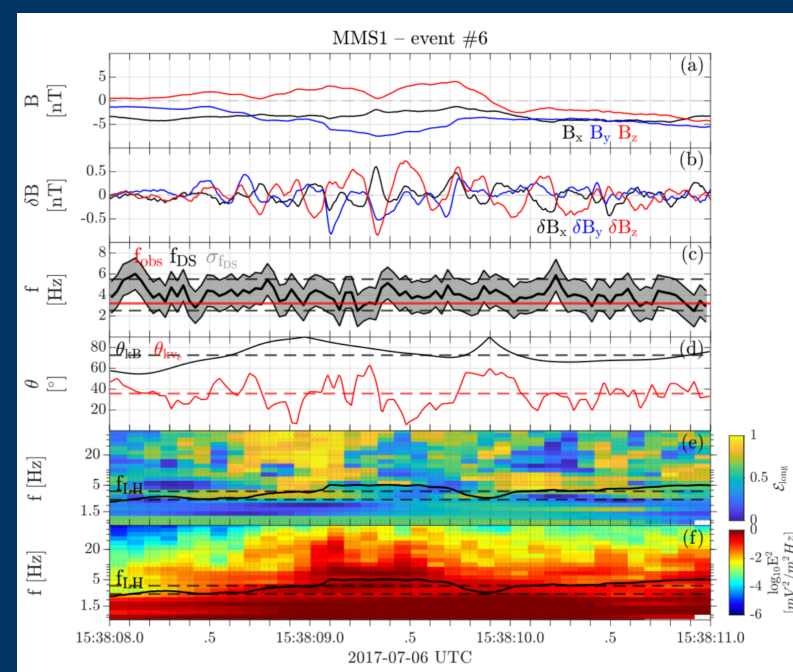 MMS1 – event #6
(a)
B
[nT]
5
0
-5
Bx By Bz
(b)
δB
[nT]
0.5
0
-0.5
δBx δBy δBz
(c)
fobs fDS σfDS
f
[Hz]
8
6
4
2
(d)
θkB θkve
θ
[°]
80
60
40
20
(e)
f [Hz]
20
5
1.5
fLH
1
0.5
0
Ɛlong
(f)
f [Hz]
20
5
1.5
fLH
0
-2
-4
-6
log10E2
[mV2/m2Hz]
15:38:08.0 .5 15:38:09.0 .5 15:38:10.0 .5 15:38:11.0
2017-07-06 UTC